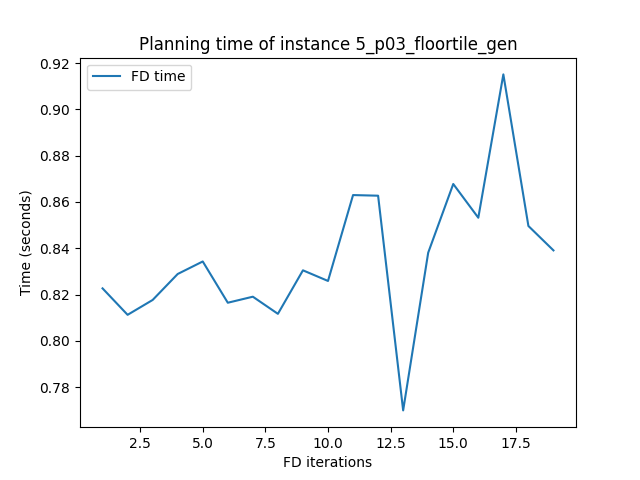 Planning time of instance 5_p03_floortile_gen
FD time
Time (seconds)
0.92
0.90
0.88
0.86
0.84
0.82
0.80
0.78
2.5 5.0 7.5 10.0 12.5 15.0 17.5
FD iterations